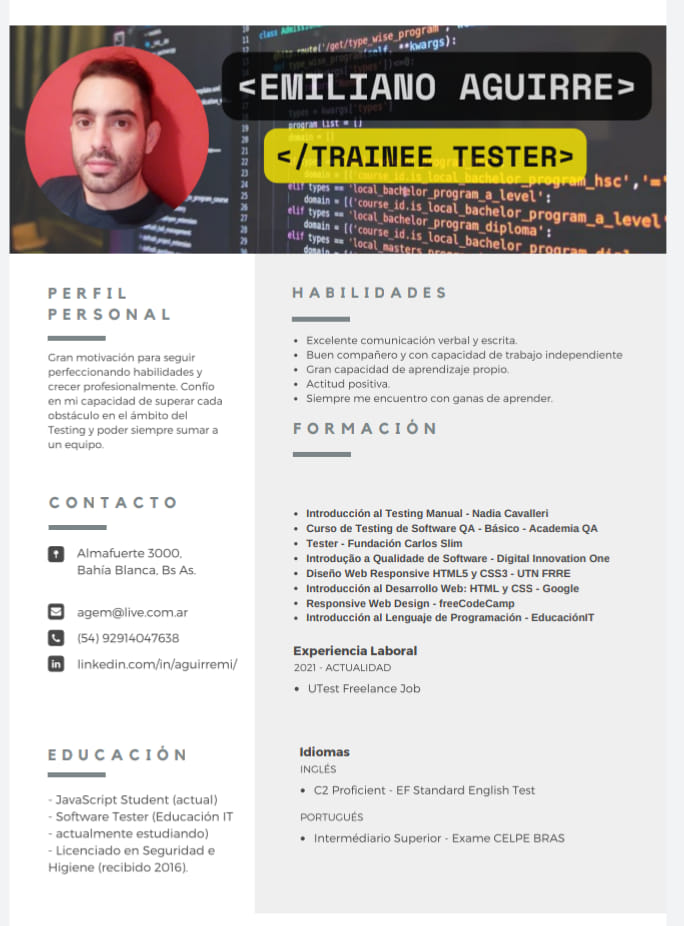 <EMILIANO AGUIRRE>
</TRAINEE TESTER>
PERFIL
PERSONAL
Gran motivación para seguir
perfeccionando habilidades y
crecer profesionalmente. Confío
en mi capacidad de superar cada
obstáculo en el ámbito del
Testing y poder siempre sumar a
un equipo.
CONTACTO
Almafuerte 3000,
Bahía Blanca, Bs As.
agem@live.com.ar
(54) 92914047638
linkedin.com/in/aguirremi/
EDUCACIÓN
- JavaScript Student (actual)
- Software Tester (Educación IT
- actualmente estudiando)
- Licenciado en Seguridad e
Higiene (recibido 2016).
HABILIDADES
• Excelente comunicación verbal y escrita.
• Buen compañero y con capacidad de trabajo independiente
• Gran capacidad de aprendizaje propio.
• Actitud positiva.
• Siempre me encuentro con ganas de aprender.
FORMACIÓN
• Introducción al Testing Manual - Nadia Cavalleri
• Curso de Testing de Software QA - Básico - Academia QA
• Tester - Fundación Carlos Slim
• Introdução a Qualidade de Software - Digital Innovation One
• Diseño Web Responsive HTML5 y CSS3 - UTN FRRE
• Introducción al Desarrollo Web: HTML y CSS - Google
• Responsive Web Design - freeCodeCamp
• Introducción al Lenguaje de Programación - EducaciónIT
Experiencia Laboral
2021 - ACTUALIDAD
• UTest Freelance Job
Idiomas
INGLÉS
• C2 Proficient - EF Standard English Test
PORTUGUÉS
• Intermédiario Superior - Exame CELPE BRAS